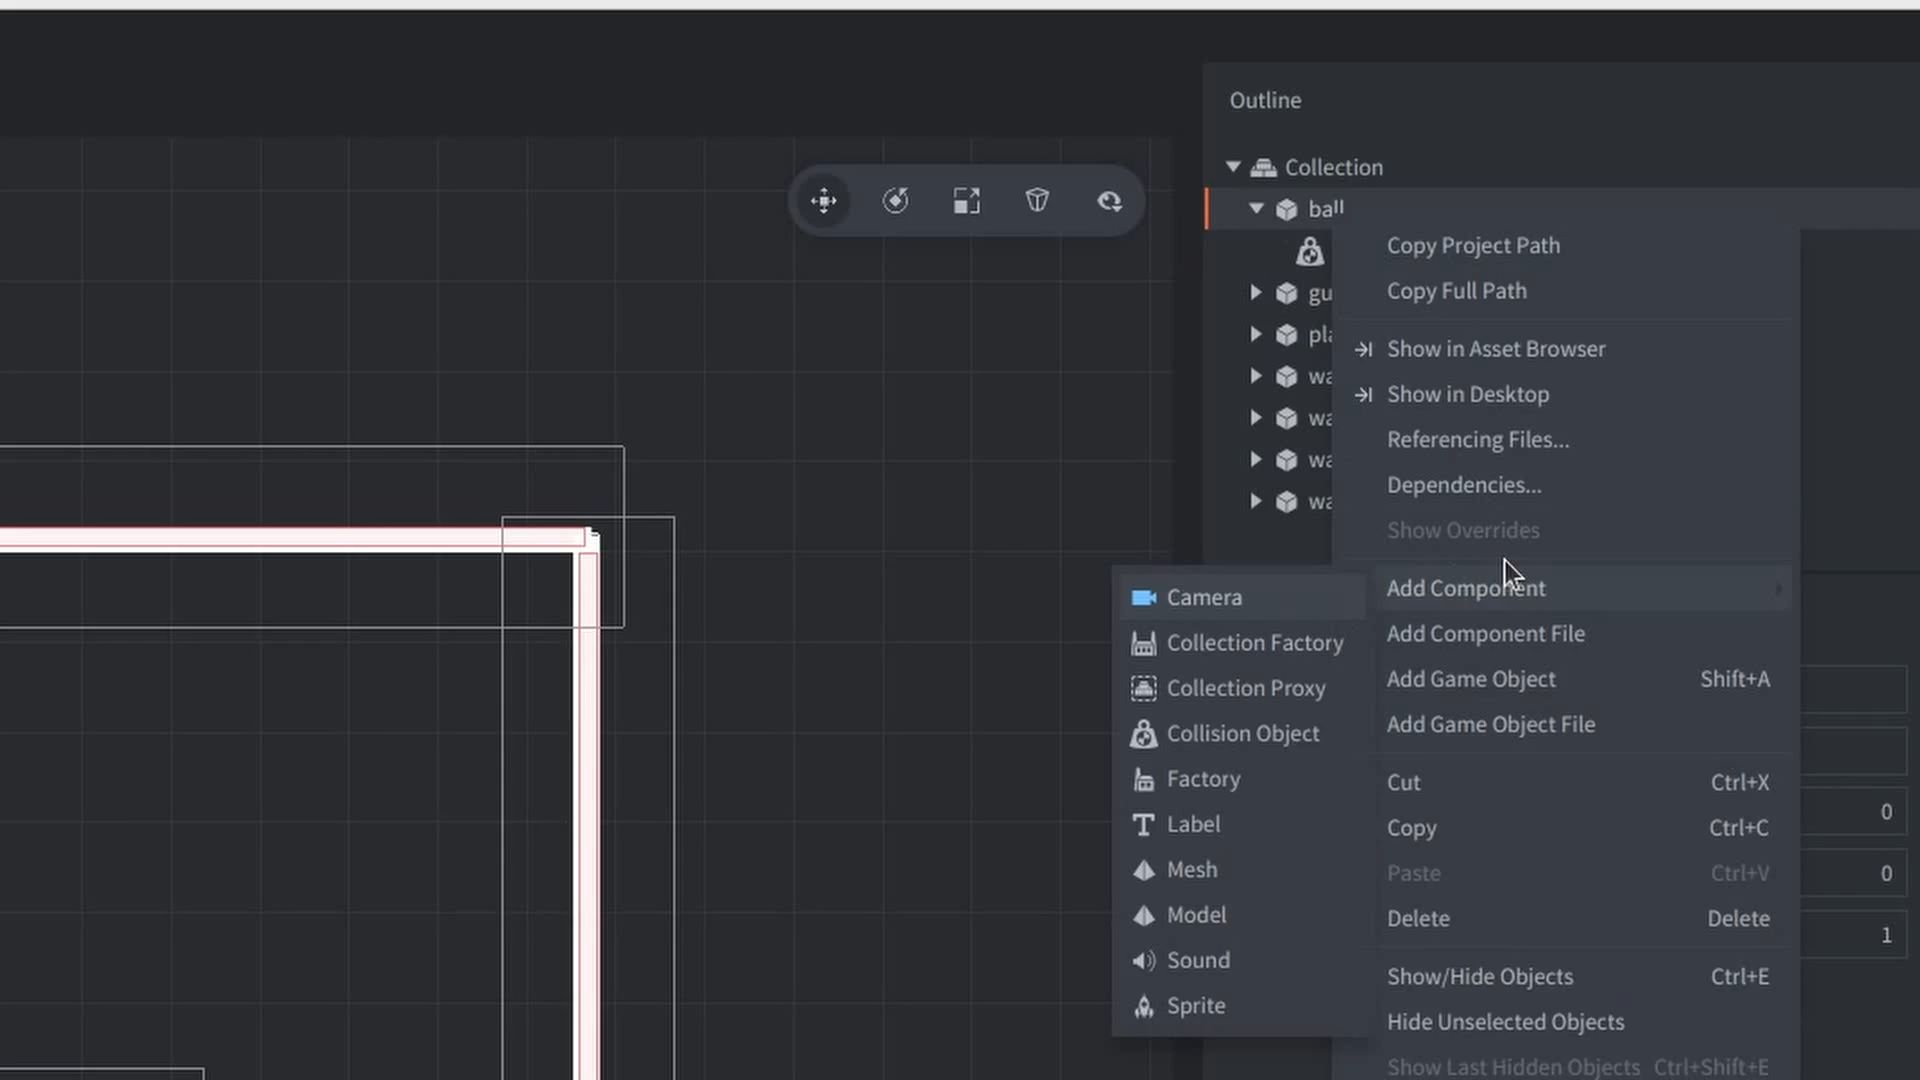 Outline
Collection
ball
gu
pla
wa
wa
wa
wa
Copy Project Path
Copy Full Path
Show in Asset Browser
Show in Desktop
Referencing Files...
Dependencies...
Show Overrides
Add Component
Add Component File
Add Game Object Shift+A
Add Game Object File
Cut Ctrl+X
Copy Ctrl+C
Paste Ctrl+V
Delete Delete
Show/Hide Objects Ctrl+E
Hide Unselected Objects
Show Last Hidden Objects Ctrl+Shift+E
Camera
Collection Factory
Collection Proxy
Collision Object
Factory
Label
Mesh
Model
Sound
Sprite
0
0
1